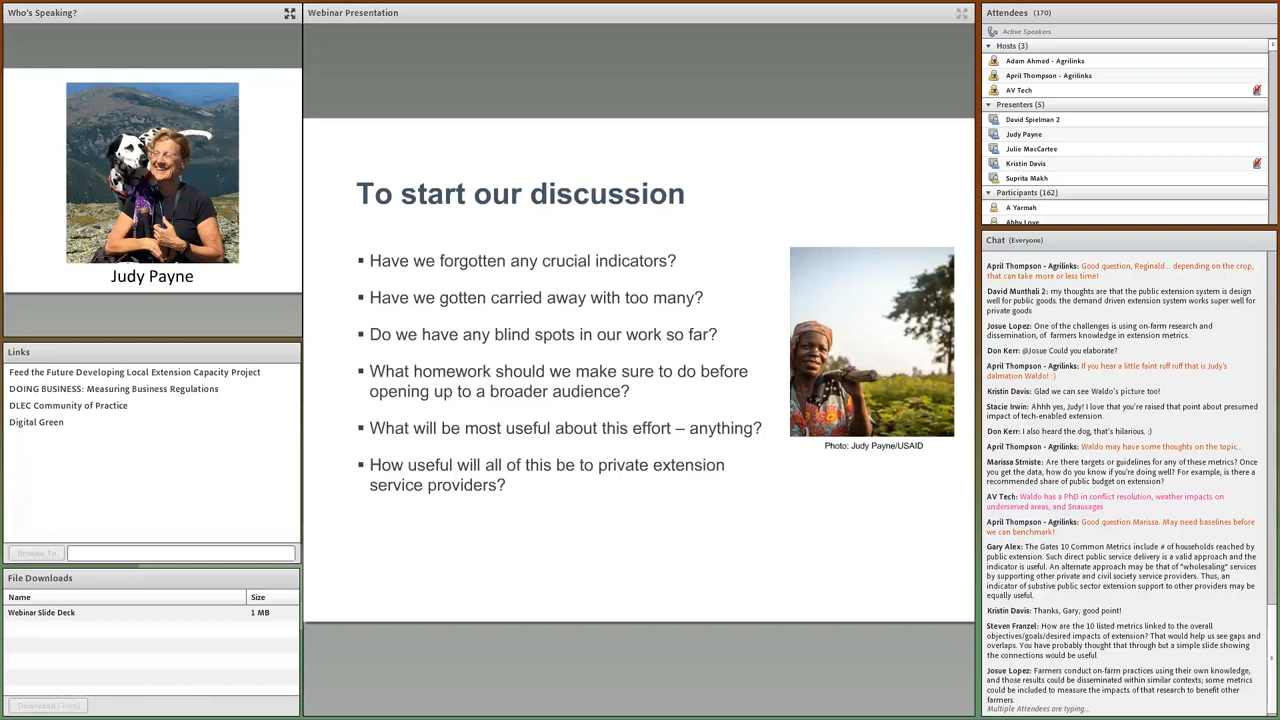 Who's Speaking?
Judy Payne
Links
Feed the Future Developing Local Extension Capacity Project
DOING BUSINESS: Measuring Business Regulations
DLEC Community of Practice
Digital Green
Browse To
File Downloads
Name Size
Webinar Slide Deck 1 MB
Download File(s)
Webinar Presentation
To start our discussion
▪ Have we forgotten any crucial indicators?
▪ Have we gotten carried away with too many?
▪ Do we have any blind spots in our work so far?
▪ What homework should we make sure to do before
opening up to a broader audience?
▪ What will be most useful about this effort – anything?
▪ How useful will all of this be to private extension
service providers?
Photo: Judy Payne/USAID
Attendees (170)
Active Speakers
Hosts (3)
Adam Ahmed - Agrilinks
April Thompson - Agrilinks
AV Tech
Presenters (5)
David Spielman 2
Judy Payne
Julie MacCartee
Kristin Davis
Suprita Makh
Participants (162)
A Yarmah
Abby Love
Chat (Everyone)
April Thompson - Agrilinks: Good question, Reginald... depending on the crop,
that can take more or less time!
David Munthali 2: my thoughts are that the public extension system is design
well for public goods. the demand driven extension system works super well for
private goods
Josue Lopez: One of the challenges is using on-farm research and
dissemination, of farmers knowledge in extension metrics.
Don Kerr: @Josue Could you elaborate?
April Thompson - Agrilinks: If you hear a little faint ruff ruff that is Judy's
dalmation Waldo! :)
Kristin Davis: Glad we can see Waldo's picture too!
Stacie Irwin: Ahhh yes, Judy! I love that you're raised that point about presumed
impact of tech-enabled extension.
Don Kerr: I also heard the dog, that's hilarious. :)
April Thompson - Agrilinks: Waldo may have some thoughts on the topic...
Marissa Strniste: Are there targets or guidelines for any of these metrics? Once
you get the data, how do you know if you're doing well? For example, is there a
recommended share of public budget on extension?
AV Tech: Waldo has a PhD in conflict resolution, weather impacts on
underserved areas, and Snausages
April Thompson - Agrilinks: Good question Marissa. May need baselines before
we can benchmark!
Gary Alex: The Gates 10 Common Metrics include # of households reached by
public extension. Such direct public service delivery is a valid approach and the
indicator is useful. An alternate approach may be that of "wholesaling" services
by supporting other private and civil society service providers. Thus, an
indicator of substive public sector extension support to other providers may be
equally useful.
Kristin Davis: Thanks, Gary, good point!
Steven Franzel: How are the 10 listed metrics linked to the overall
objectives/goals/desired impacts of extension? That would help us see gaps and
overlaps. You have probably thought that through but a simple slide showing
the connections would be useful
Josue Lopez: Farmers conduct on-farm practices using their own knowledge,
and those results could be disseminated within similar contexts; some metrics
could be included to measure the impacts of that research to benefit other
farmers.
Multiple Attendees are typing...